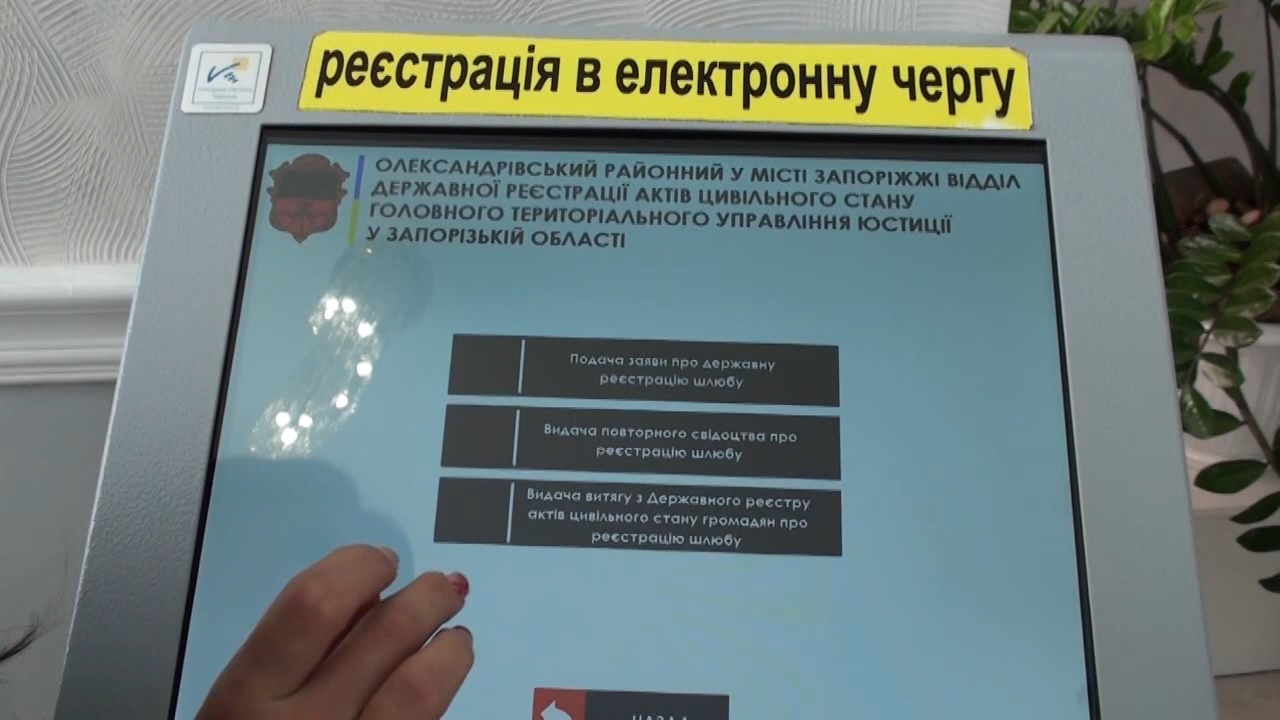 реєстрація в електронну чергу
ОЛЕКСАНДРІВСЬКИЙ РАЙОННИЙ У МІСТІ ЗАПОРІЖЖІ ВІДДІЛ
ДЕРЖАВНОЇ РЕЄСТРАЦІЇ АКТІВ ЦИВІЛЬНОГО СТАНУ
ГОЛОВНОГО ТЕРИТОРІАЛЬНОГО УПРАВЛІННЯ ЮСТИЦІЇ
У ЗАПОРІЗЬКІЙ ОБЛАСТІ
Подача заяви про державну
реєстрацію шлюбу
Видача повторного свідоцтва про
реєстрацію шлюбу
Видача витягу з Державного реєстру
актів цивільного стану громадян про
реєстрацію шлюбу
НАЗАД